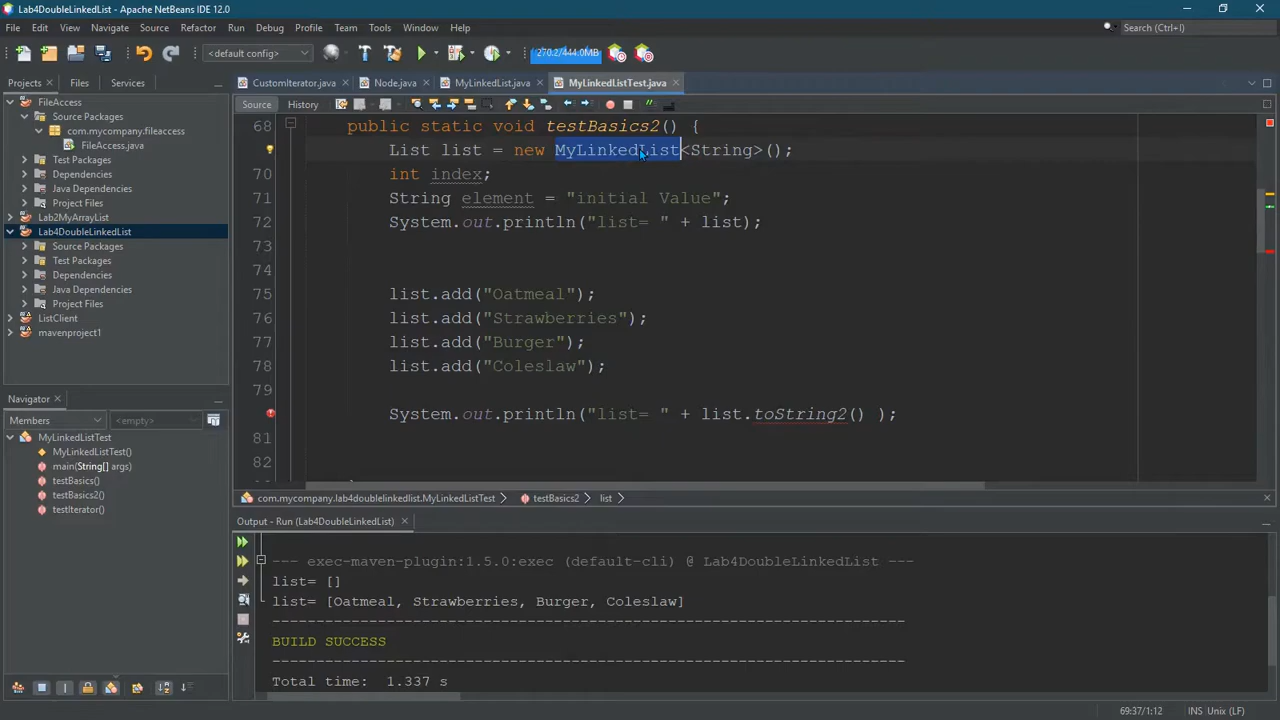 Lab4DoubleLinkedList - Apache NetBeans IDE 12.0
File Edit View Navigate Source Refactor Run Debug Profile Team Tools Window Help
Search (Ctrl+I)
<default config>
270.2/444.0MB
Projects Files Services
CustomIterator.java Node.java MyLinkedList.java MyLinkedListTest.java
Source History
FileAccess
Source Packages
com.mycompany.fileaccess
FileAccess.java
Test Packages
Dependencies
Java Dependencies
Project Files
Lab2MyArrayList
Lab4DoubleLinkedList
Source Packages
Test Packages
Dependencies
Java Dependencies
Project Files
ListClient
mavenproject1
68 public static void testBasics2() {
List list = new MyLinkedList<String>();
70 int index;
71 String element = "initial Value";
72 System.out.println("list= " + list);
73
74
75 list.add("Oatmeal");
76 list.add("Strawberries");
77 list.add("Burger");
78 list.add("Coleslaw");
79
System.out.println("list= " + list.toString2() );
81
82
com.mycompany.lab4doublelinkedlist.MyLinkedListTest testBasics2 list
Navigator
Members <empty>
MyLinkedListTest
MyLinkedListTest()
main(String[] args)
testBasics()
testBasics2()
testIterator()
Output - Run (Lab4DoubleLinkedList)
--- exec-maven-plugin:1.5.0:exec (default-cli) @ Lab4DoubleLinkedList ---
list= []
list= [Oatmeal, Strawberries, Burger, Coleslaw]
------------------------------------------------------------------------
BUILD SUCCESS
------------------------------------------------------------------------
Total time: 1.337 s
69:37/1:12 INS Unix (LF)